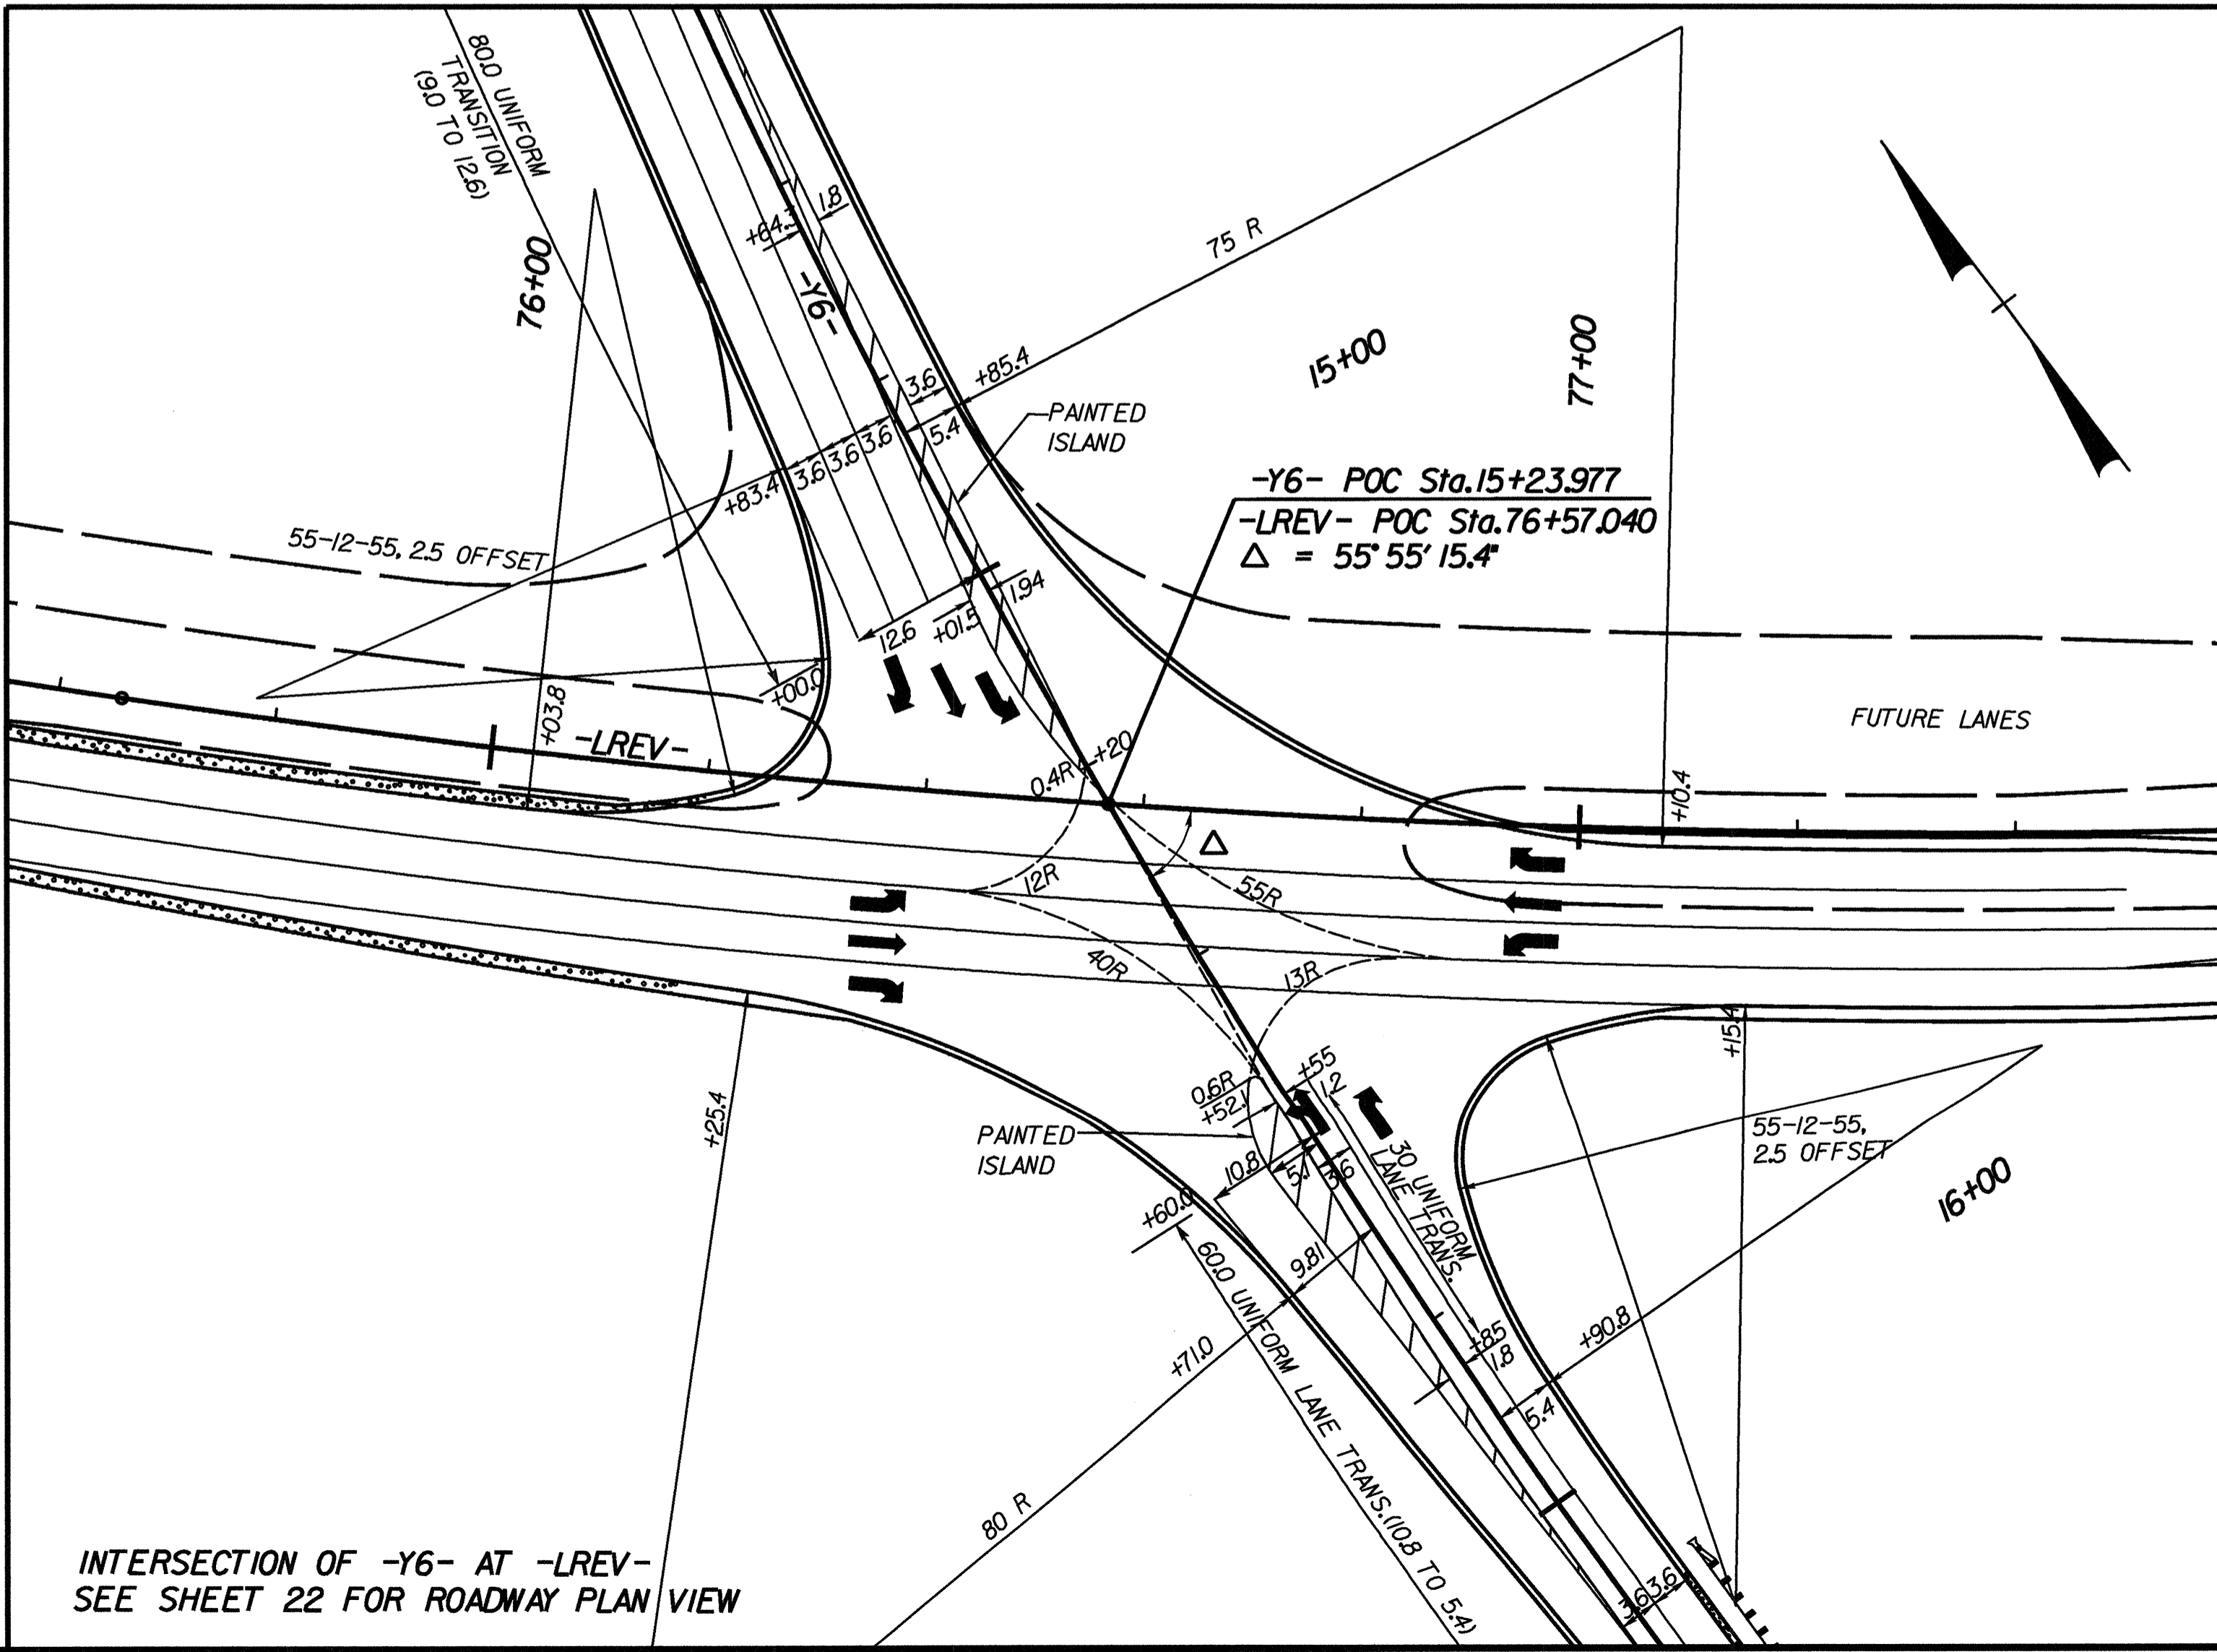 80.0 UNIFORM
TRANSITION
(9.0 TO 12.6)
76+00
+64.3
1.8
-Y6-
75 R
15+00
77+00
3.6
+85.4
5.4
PAINTED
ISLAND
3.6
3.6
3.6
+83.4
55-12-55, 2.5 OFFSET
-Y6- POC Sta.15+23.977
-LREV- POC Sta.76+57.040
Δ = 55°55'15.4"
1.94
12.6
+01.5
+00.0
+03.8
-LREV-
0.4R
+20
FUTURE LANES
+10.4
Δ
12R
55R
40R
13R
+25.4
0.6R
+52.1
+55
1.2
PAINTED
ISLAND
10.8
5.1
3.6
30 UNIFORM
LANE TRANS.
+15.4
55-12-55,
2.5 OFFSET
16+00
+60.0
9.81
60.0 UNIFORM LANE TRANS.(10.8 TO 5.4)
+71.0
+85
1.8
+90.8
5.4
80 R
3.6
INTERSECTION OF -Y6- AT -LREV-
SEE SHEET 22 FOR ROADWAY PLAN VIEW